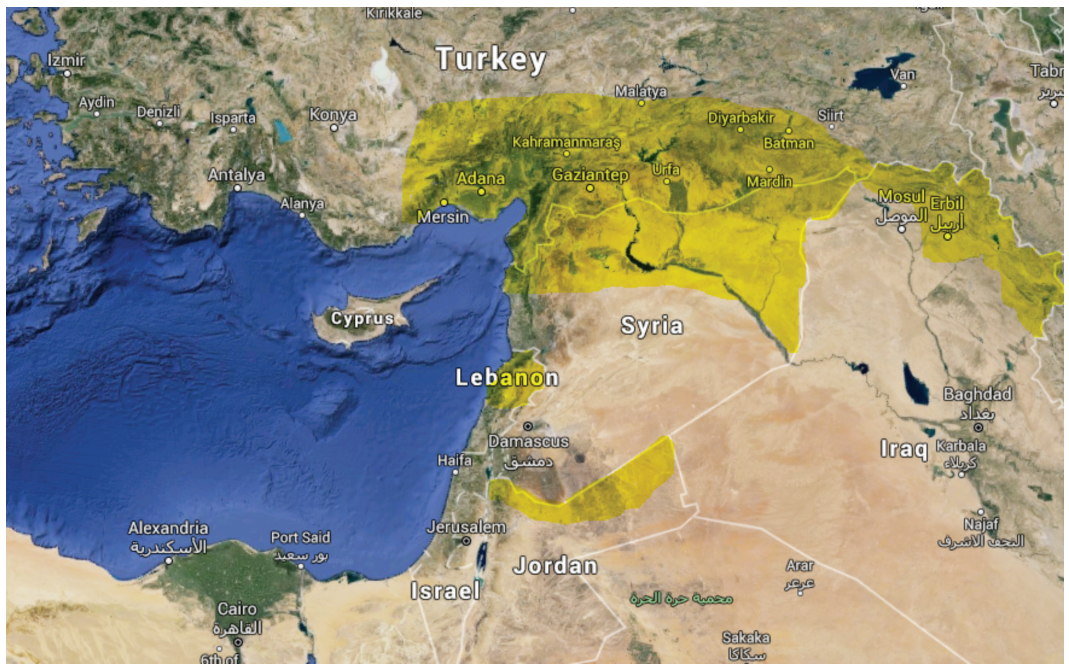 Kirikkale
Turkey
Izmir
Tabr
Van
تبریز
Malatya
Aydin
Denizli
Isparta
Konya
Diyarbakir
Siirt
Kahramanmaraş
Batman
Antalya
Adana
Gaziantep
Urfa
Mardin
Alanya
Mersin
Mosul
الموصل
Erbil
أربيل
Cyprus
Syria
Lebanon
Baghdad
بغداد
Damascus
دمشق
Iraq
Karbala
كربلاء
Haifa
Alexandria
الأسكندرية
Port Said
بور سعيد
Jerusalem
Najaf
النجف الاشرف
Jordan
Israel
Arar
عرعر
محمية حرة الحرة
Cairo
القاهرة
Sakaka
سكاكا
6th of